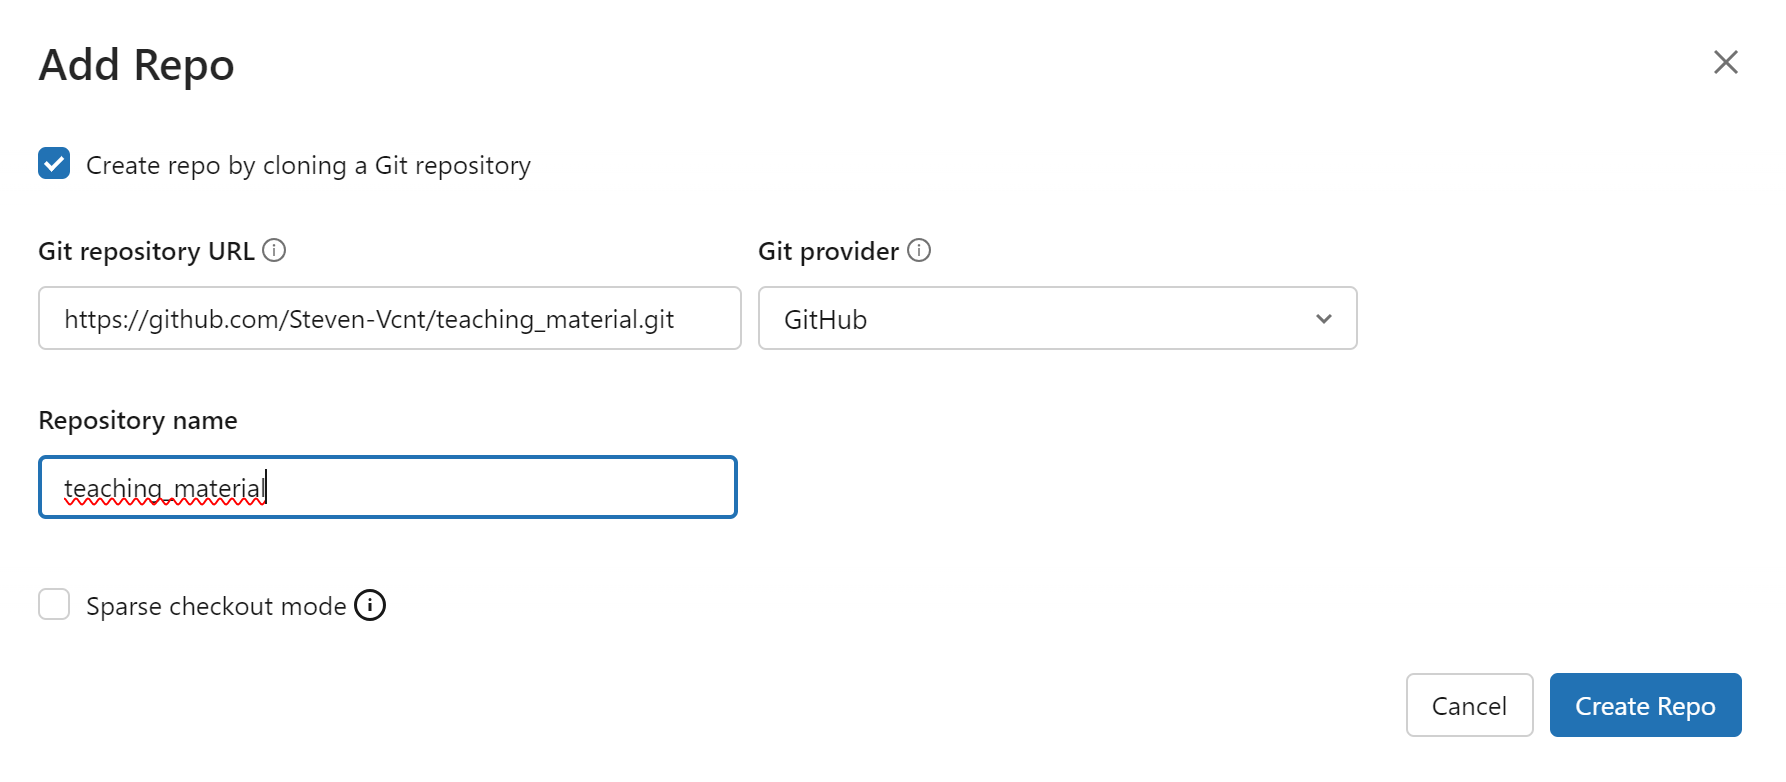 Add Repo
Create repo by cloning a Git repository
Git repository URL
Git provider
https://github.com/Steven-Vcnt/teaching_material.git
GitHub
Repository name
teaching_material
Sparse checkout mode
Cancel
Create Repo